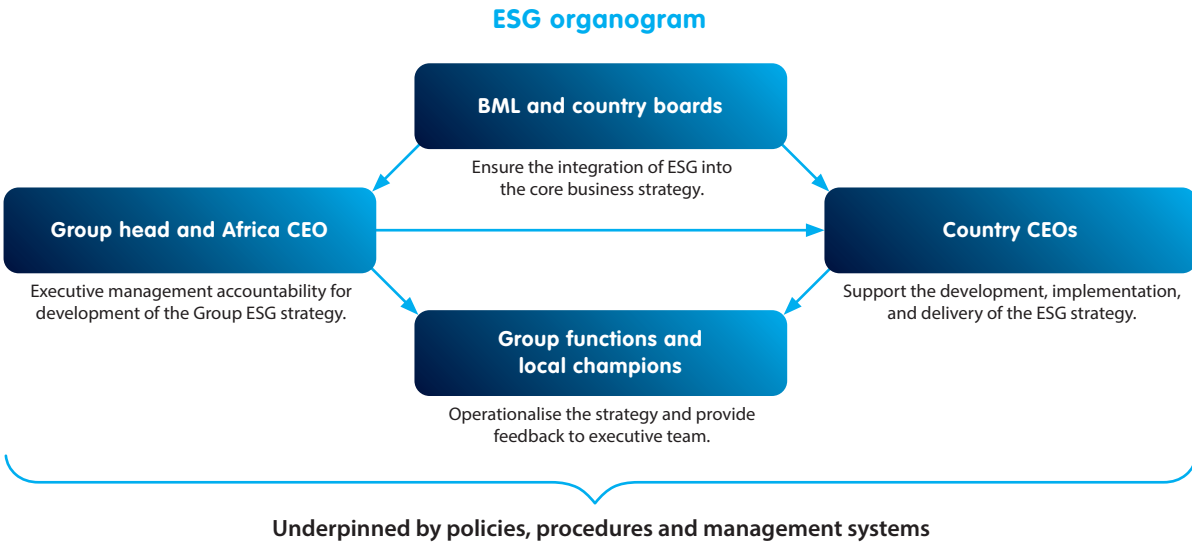 ESG organogram
BML and country boards
Ensure the integration of ESG into
the core business strategy.
Group head and Africa CEO
Executive management accountability for
development of the Group ESG strategy.
Country CEOs
Support the development, implementation,
and delivery of the ESG strategy.
Group functions and
local champions
Operationalise the strategy and provide
feedback to executive team.
Underpinned by policies, procedures and management systems